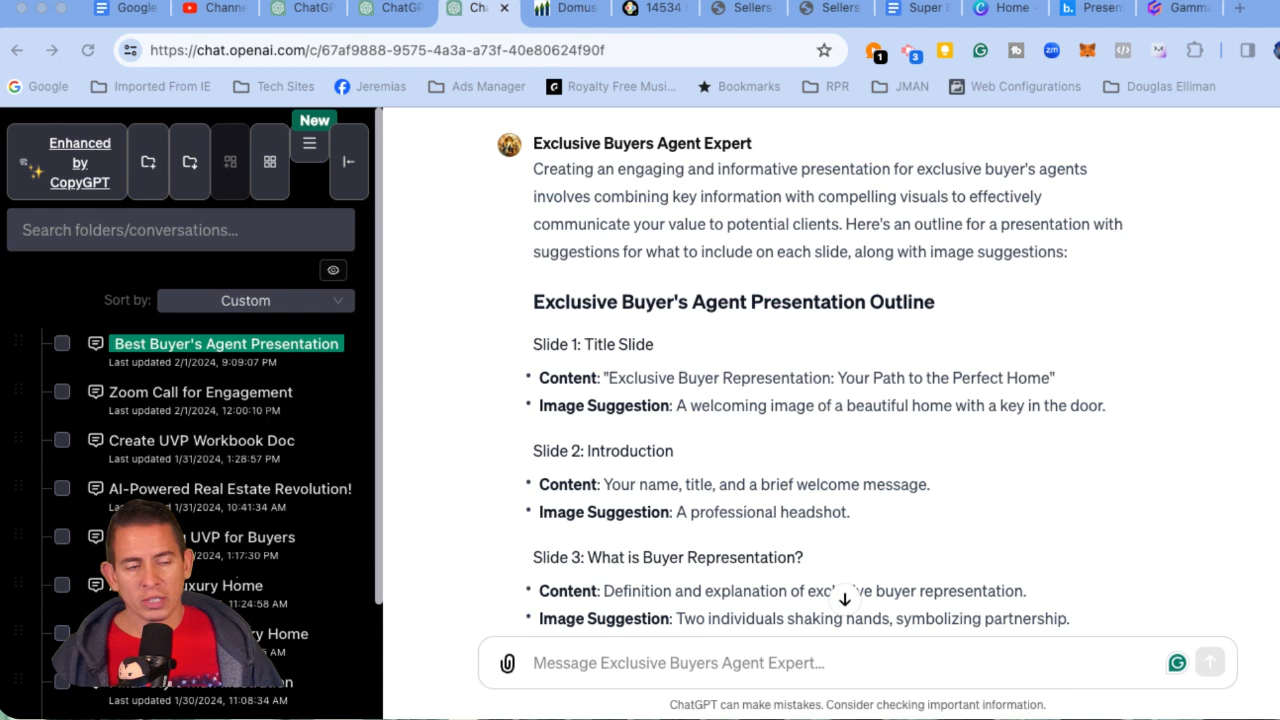 Google
Channe
ChatGF
ChatGF
Cha
Domus
14534
Sellers-
Sellers
Super
Home -
Presen
Gamma
https://chat.openai.com/c/67af9888-9575-4a3a-a73f-40e80624f90f
1
3
zm
Google
Imported From IE
Tech Sites
Jeremias
Ads Manager
Royalty Free Musi...
Bookmarks
RPR
JMAN
Web Configurations
Douglas Elliman
New
Enhanced
by
CopyGPT
Search folders/conversations...
Sort by:
Custom
Best Buyer's Agent Presentation
Last updated 2/1/2024, 9:09:07 PM
Zoom Call for Engagement
Last updated 2/1/2024, 12:00:10 PM
Create UVP Workbook Doc
Last updated 1/31/2024, 1:28:57 PM
AI-Powered Real Estate Revolution!
Last updated 1/31/2024, 10:41:34 AM
UVP for Buyers
1:17:30 PM
uxury Home
11:24:58 AM
ry Home
AM
Last updated 1/30/2024, 11:08:34 AM
Exclusive Buyers Agent Expert
Creating an engaging and informative presentation for exclusive buyer's agents
involves combining key information with compelling visuals to effectively
communicate your value to potential clients. Here's an outline for a presentation with
suggestions for what to include on each slide, along with image suggestions:
Exclusive Buyer's Agent Presentation Outline
Slide 1: Title Slide
• Content: "Exclusive Buyer Representation: Your Path to the Perfect Home"
• Image Suggestion: A welcoming image of a beautiful home with a key in the door.
Slide 2: Introduction
• Content: Your name, title, and a brief welcome message.
• Image Suggestion: A professional headshot.
Slide 3: What is Buyer Representation?
• Content: Definition and explanation of exclusive buyer representation.
• Image Suggestion: Two individuals shaking hands, symbolizing partnership.
Message Exclusive Buyers Agent Expert...
ChatGPT can make mistakes. Consider checking important information.